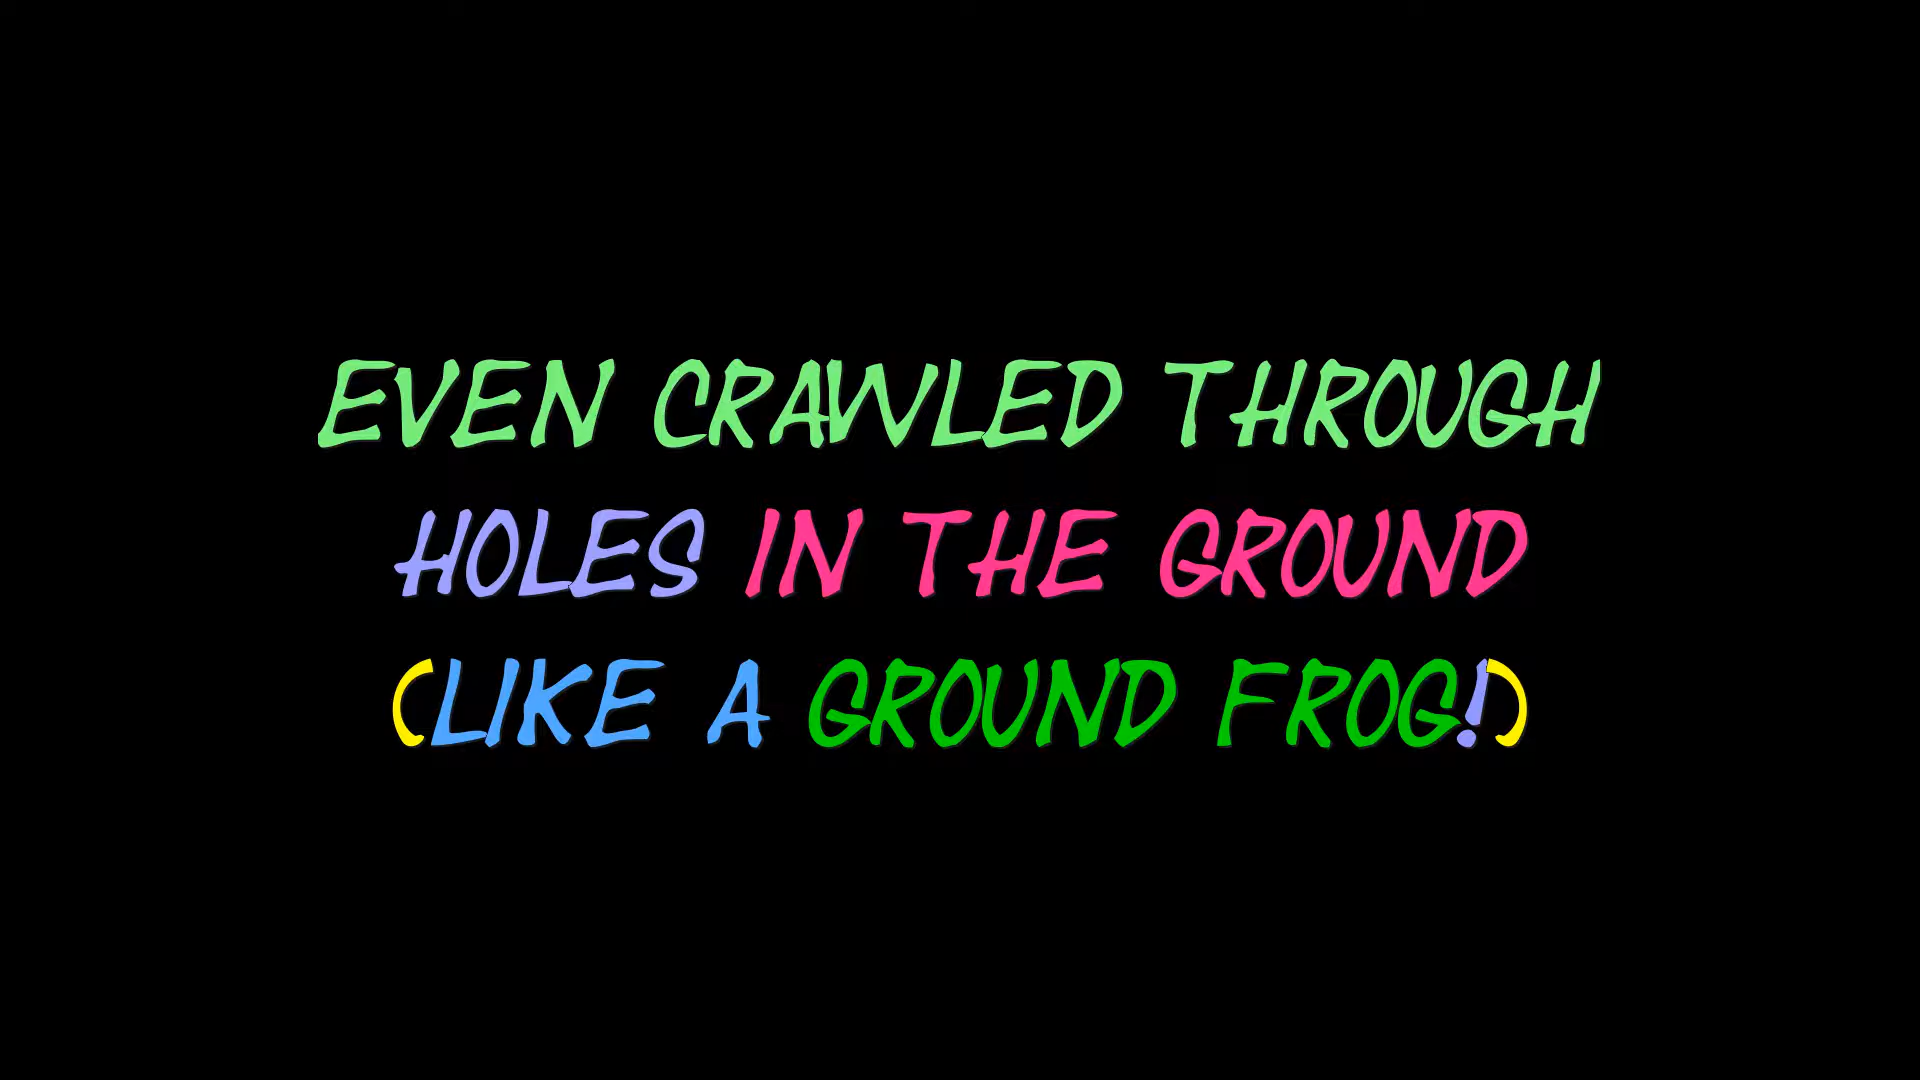 EVEN CRAWLED THROUGH
HOLES IN THE GROUND
(LIKE A GROUND FROG!)